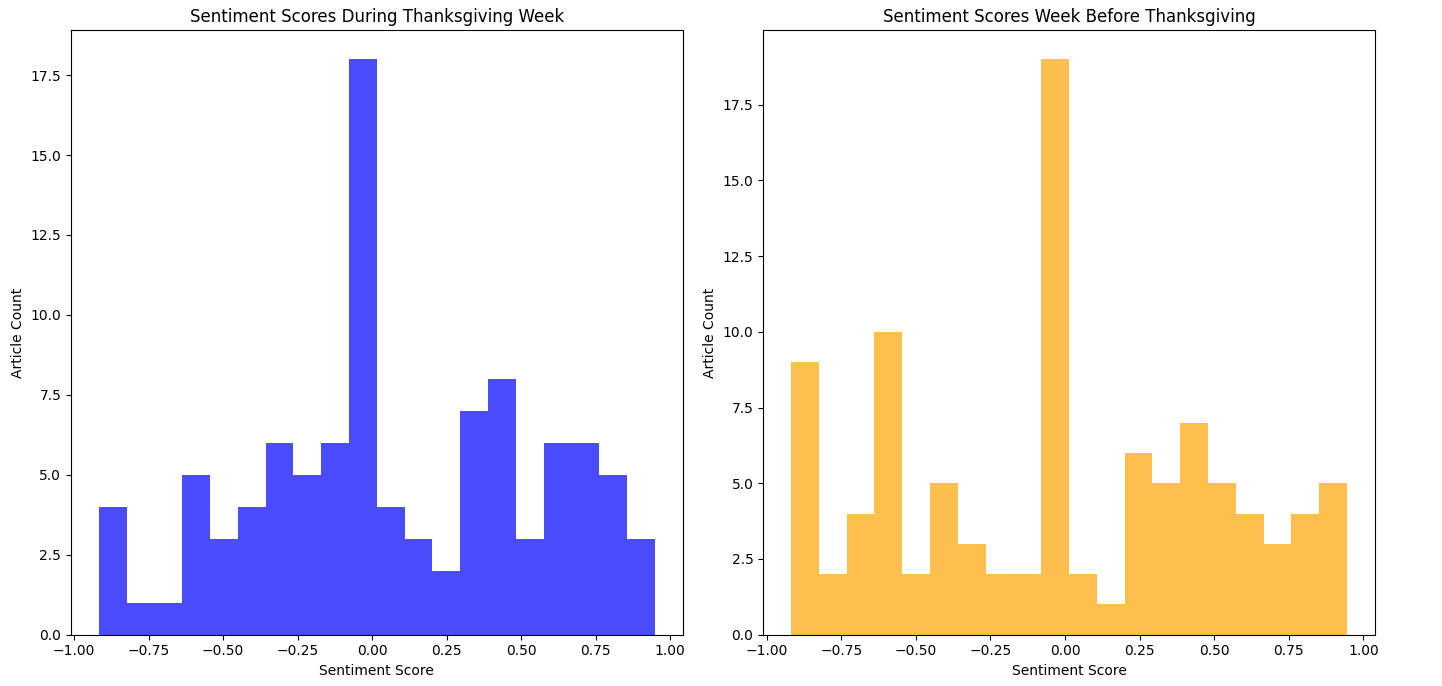 Sentiment Scores During Thanksgiving Week
17.5
15.0
12.5
10.0
7.5
5.0
2.5
0.0
Article Count
−1.00 −0.75 −0.50 −0.25 0.00 0.25 0.50 0.75 1.00
Sentiment Score
Sentiment Scores Week Before Thanksgiving
17.5
15.0
12.5
10.0
7.5
5.0
2.5
0.0
Article Count
−1.00 −0.75 −0.50 −0.25 0.00 0.25 0.50 0.75 1.00
Sentiment Score